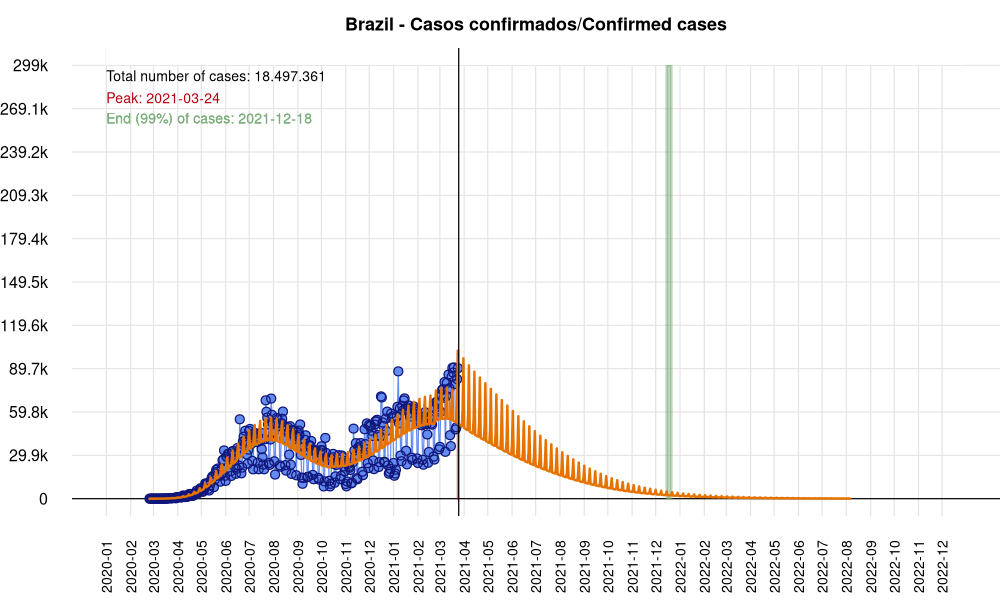 Brazil - Casos confirmados/Confirmed cases
Total number of cases: 18.497.361
Peak: 2021-03-24
End (99%) of cases: 2021-12-18
299k
269.1k
239.2k
209.3k
179.4k
149.5k
119.6k
89.7k
59.8k
29.9k
0
2020-01
2020-02
2020-03
2020-04
2020-05
2020-06
2020-07
2020-08
2020-09
2020-10
2020-11
2020-12
2021-01
2021-02
2021-03
2021-04
2021-05
2021-06
2021-07
2021-08
2021-09
2021-10
2021-11
2021-12
2022-01
2022-02
2022-03
2022-04
2022-05
2022-06
2022-07
2022-08
2022-09
2022-10
2022-11
2022-12